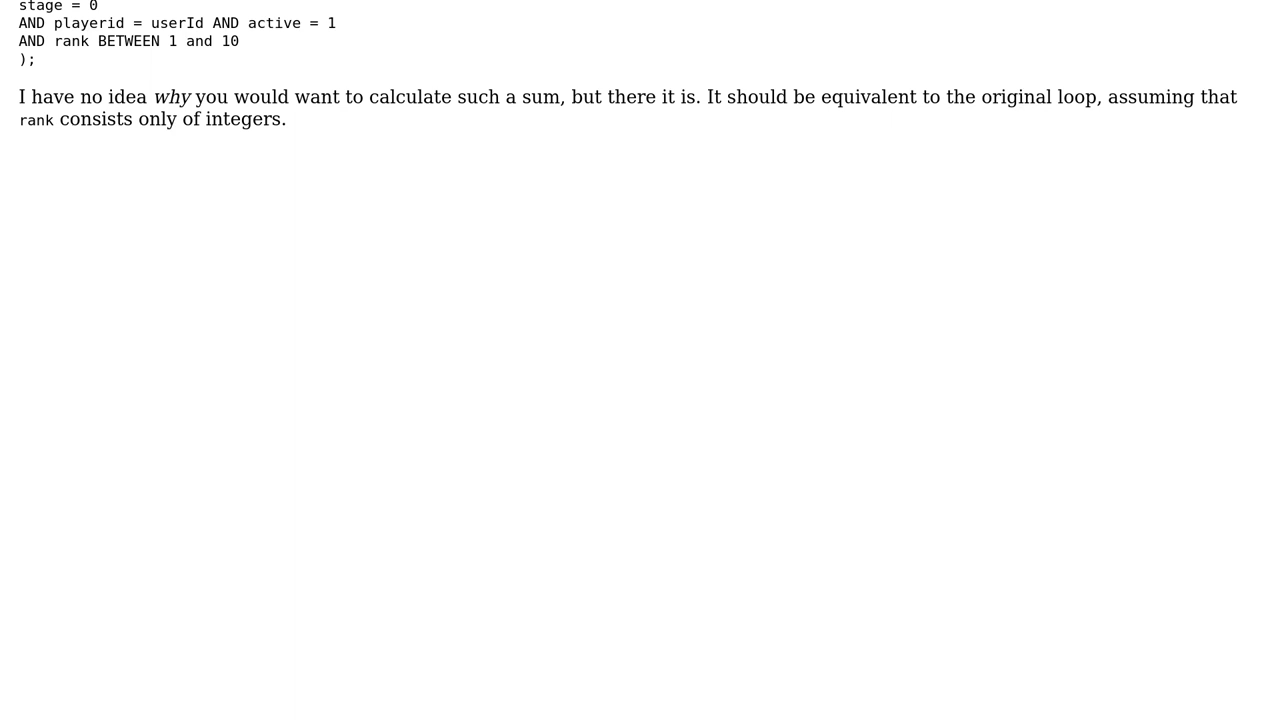 stage = 0
AND playerid = userId AND active = 1
AND rank BETWEEN 1 and 10
);
I have no idea why you would want to calculate such a sum, but there it is. It should be equivalent to the original loop, assuming that
rank consists only of integers.